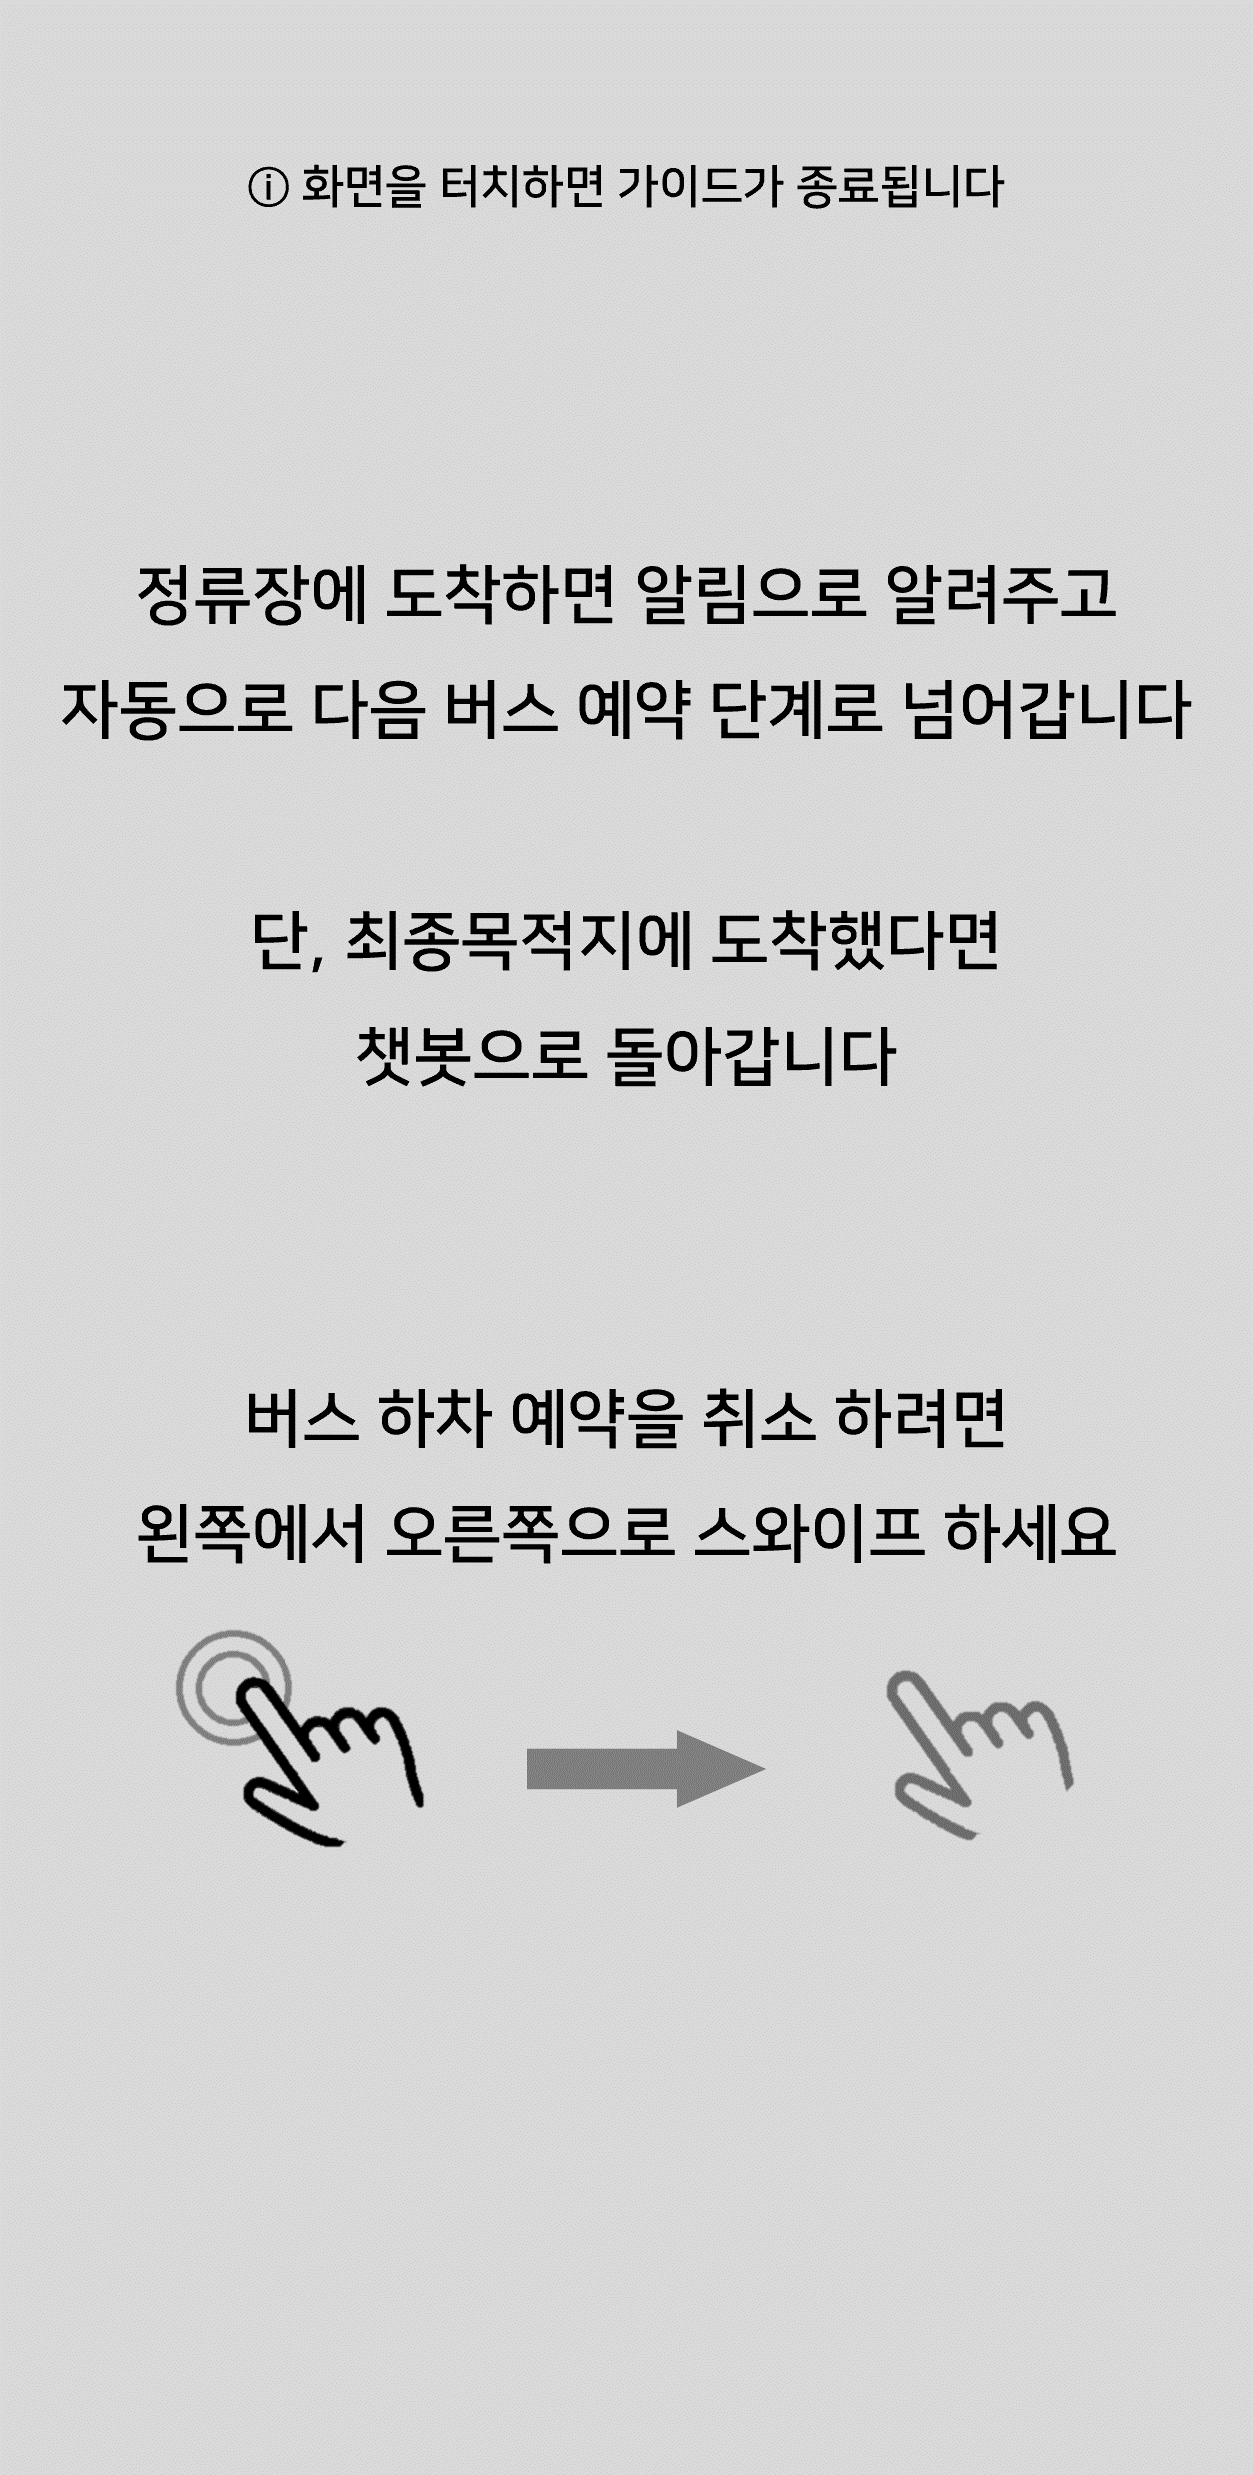 ⓘ 화면을 터치하면 가이드가 종료됩니다
정류장에 도착하면 알림으로 알려주고
자동으로 다음 버스 예약 단계로 넘어갑니다
단, 최종목적지에 도착했다면
챗봇으로 돌아갑니다
버스 하차 예약을 취소 하려면
왼쪽에서 오른쪽으로 스와이프 하세요